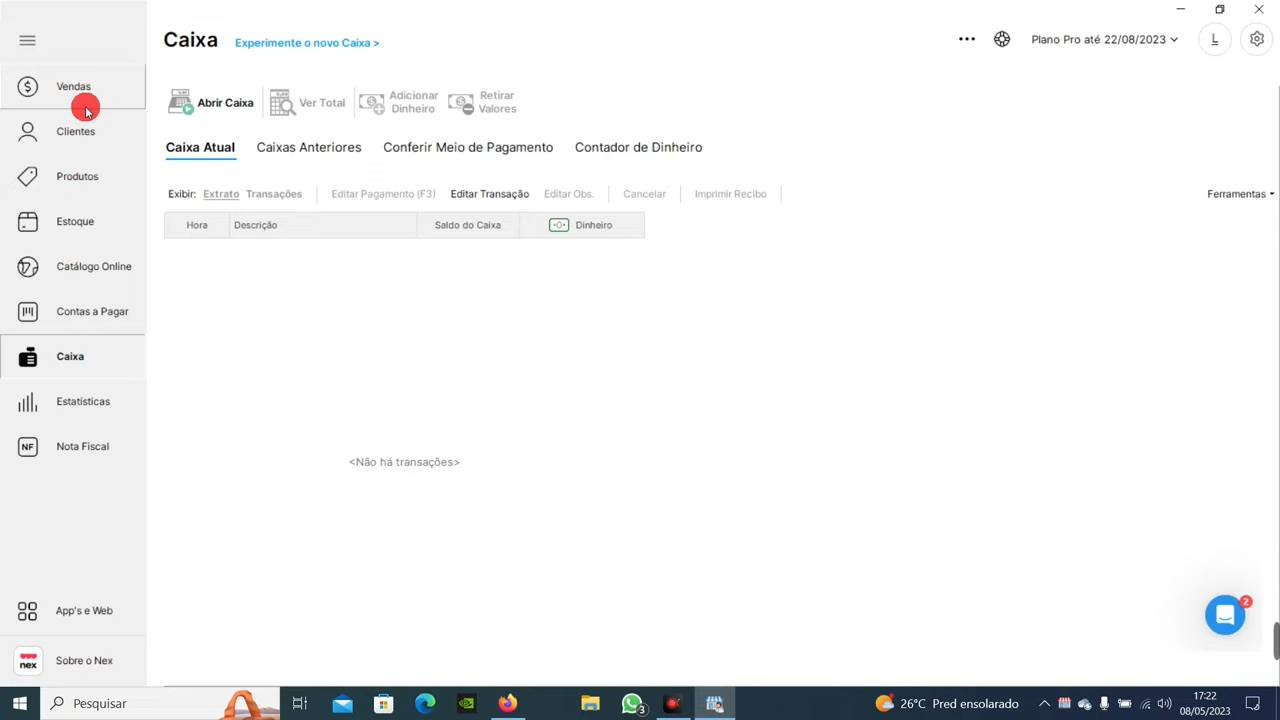 Caixa
Experimente o novo Caixa >
Plano Pro até 22/08/2023
L
Vendas
Clientes
Produtos
Estoque
Catálogo Online
Contas a Pagar
Caixa
Estatísticas
NF Nota Fiscal
App's e Web
nex Sobre o Nex
Abrir Caixa
Ver Total
Adicionar Dinheiro
Retirar Valores
Caixa Atual Caixas Anteriores Conferir Meio de Pagamento Contador de Dinheiro
Exibir: Extrato Transações Editar Pagamento (F3) Editar Transação Editar Obs. Cancelar Imprimir Recibo Ferramentas
Hora Descrição Saldo do Caixa Dinheiro
<Não há transações>
2
Pesquisar
3
26°C Pred ensolarado
17:22
08/05/2023